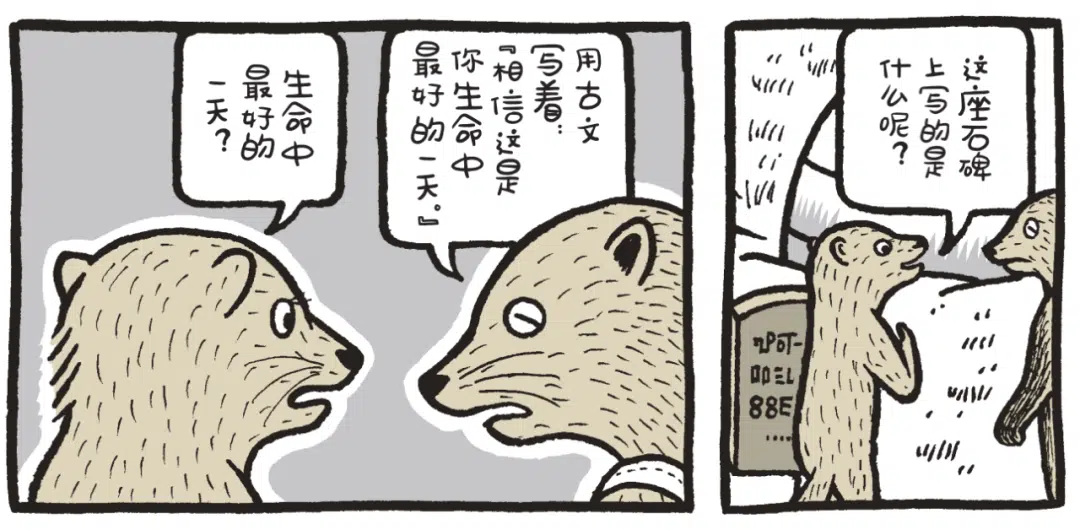 这座石碑
上写的是
什么呢?
88E
....
用古文
写着:
『相信这是
你生命中
最好的一天。』
生命中
最好的
一天?